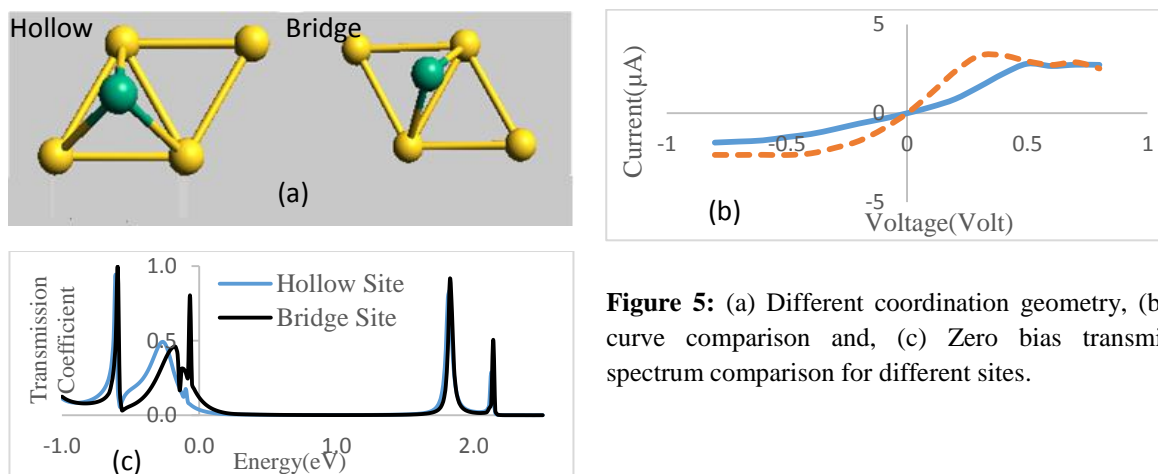 Hollow
Bridge
(a)
5
0
-5
-1
-0.5
0
0.5
1
Current(µA)
Voltage(Volt)
(b)
1.0
0.5
0.0
-1.0
0.0
1.0
2.0
Transmission
Coefficient
Hollow Site
Bridge Site
(c)
Energy(eV)
Figure 5: (a) Different coordination geometry, (b
curve comparison and, (c) Zero bias transmi
spectrum comparison for different sites.